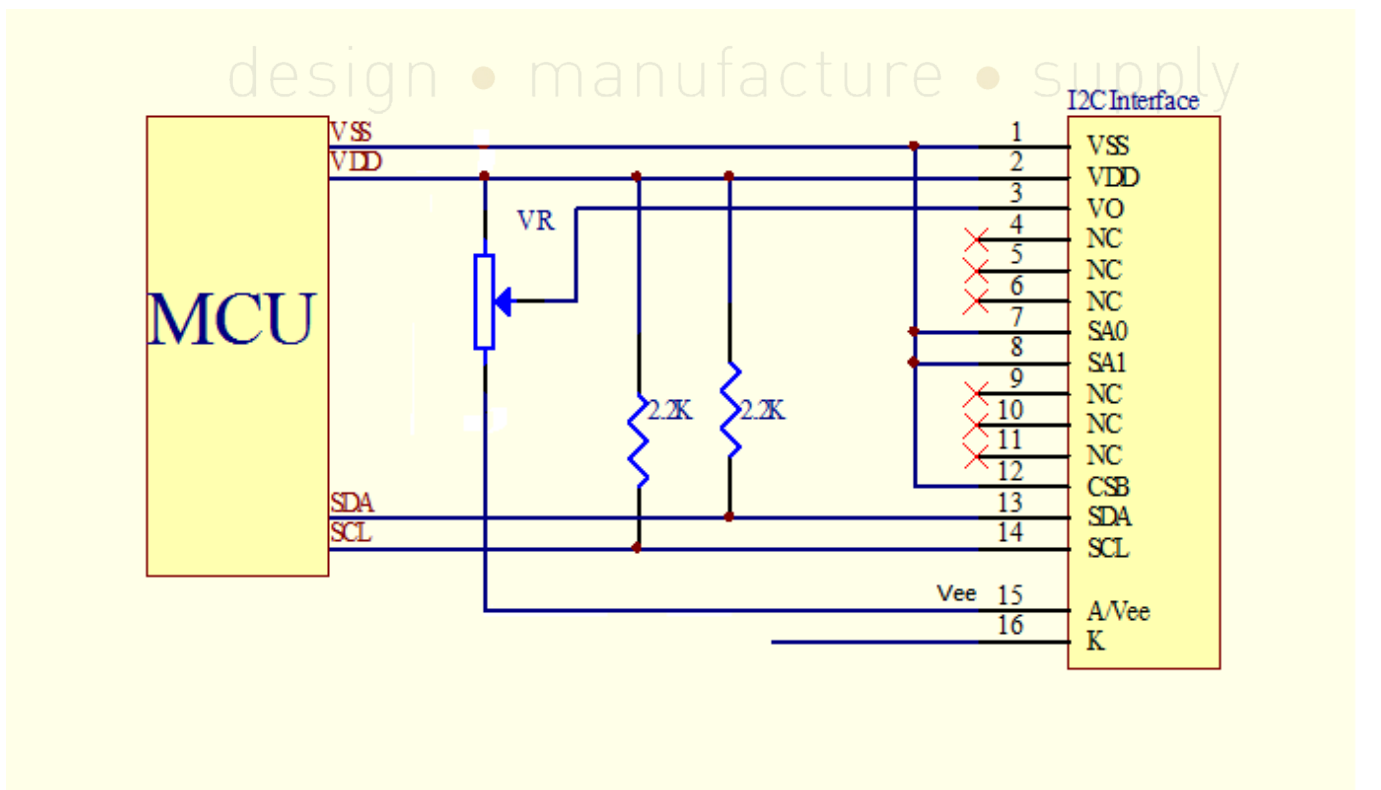 design • manufacture • supply
I2C Interface
VSS
VDD
VR
MCU
2.2K
2.2K
SDA
SCL
1 VSS
2 VDD
3 VO
4 NC
5 NC
6 NC
7 SA0
8 SA1
9 NC
10 NC
11 NC
12 CSB
13 SDA
14 SCL
Vee 15 A/Vee
16 K